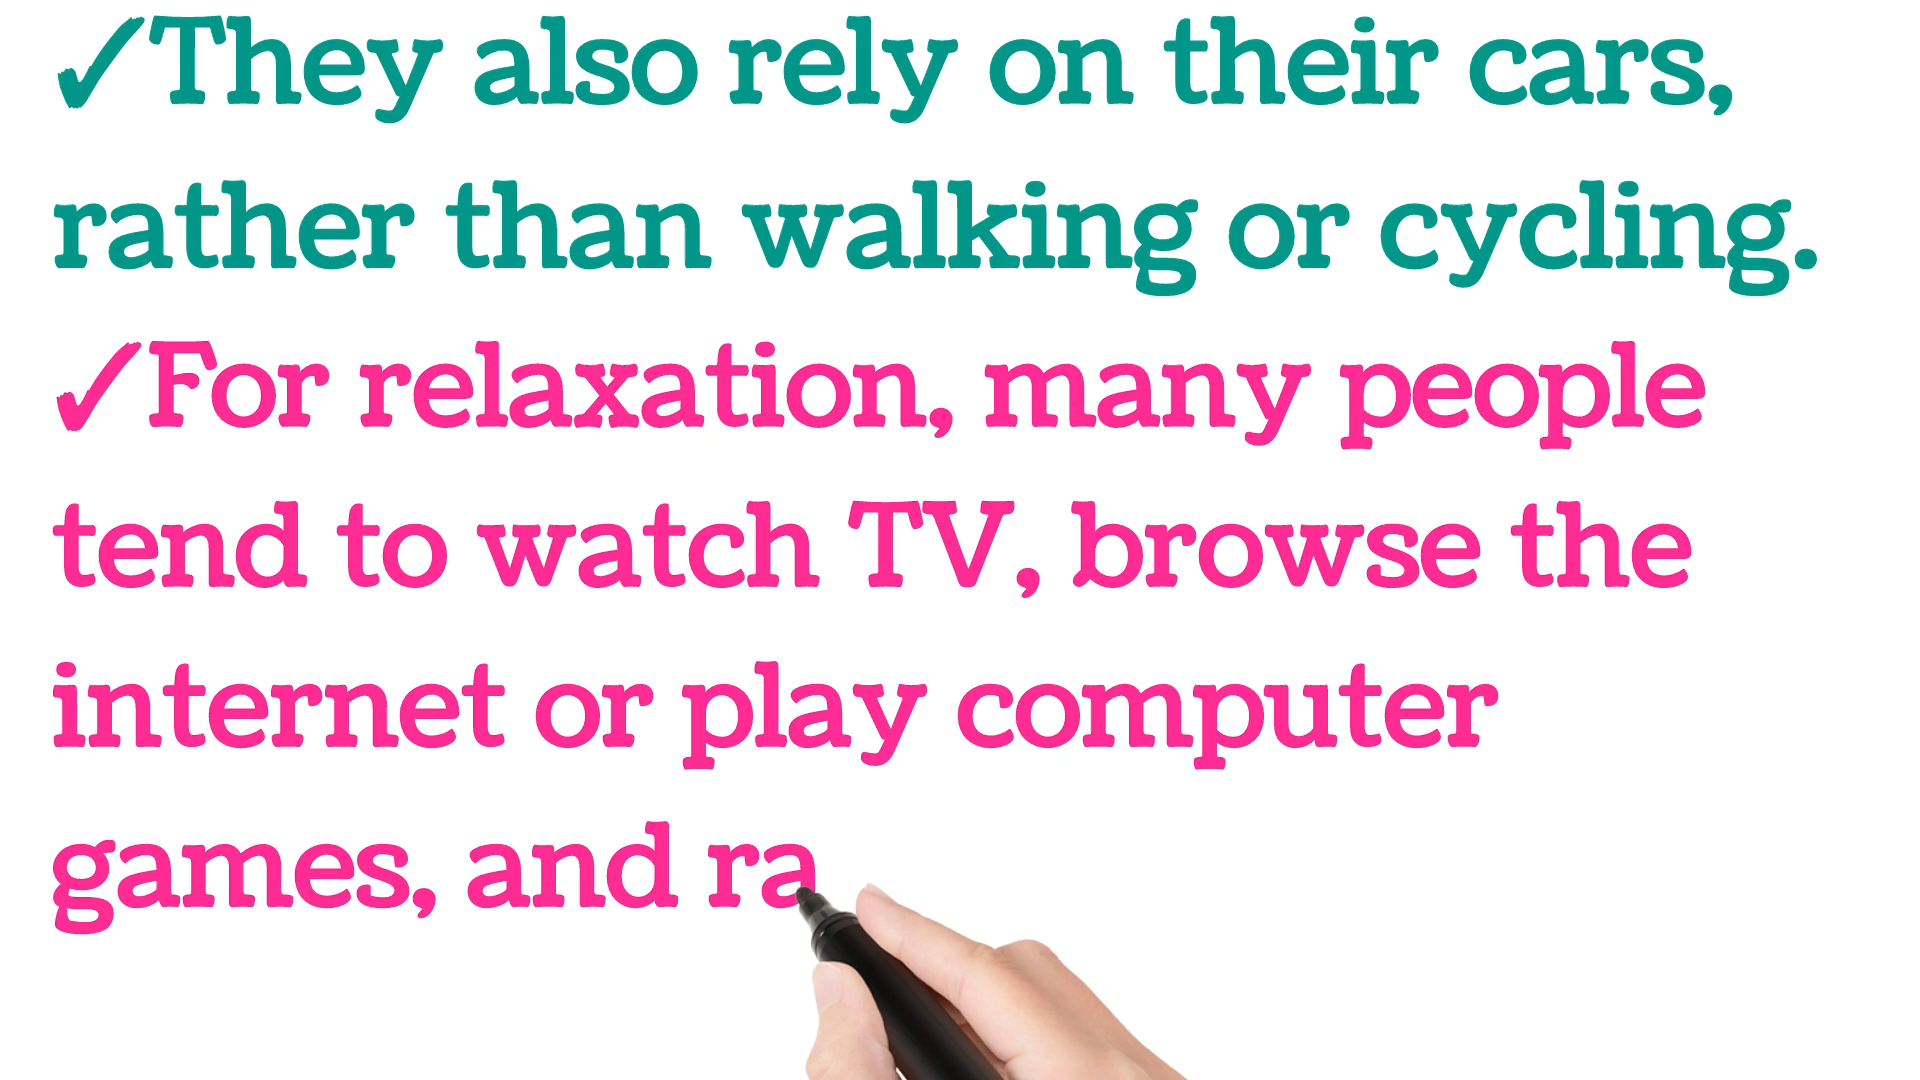 ✓They also rely on their cars,
rather than walking or cycling.
✓For relaxation, many people
tend to watch TV, browse the
internet or play computer
games, and ra